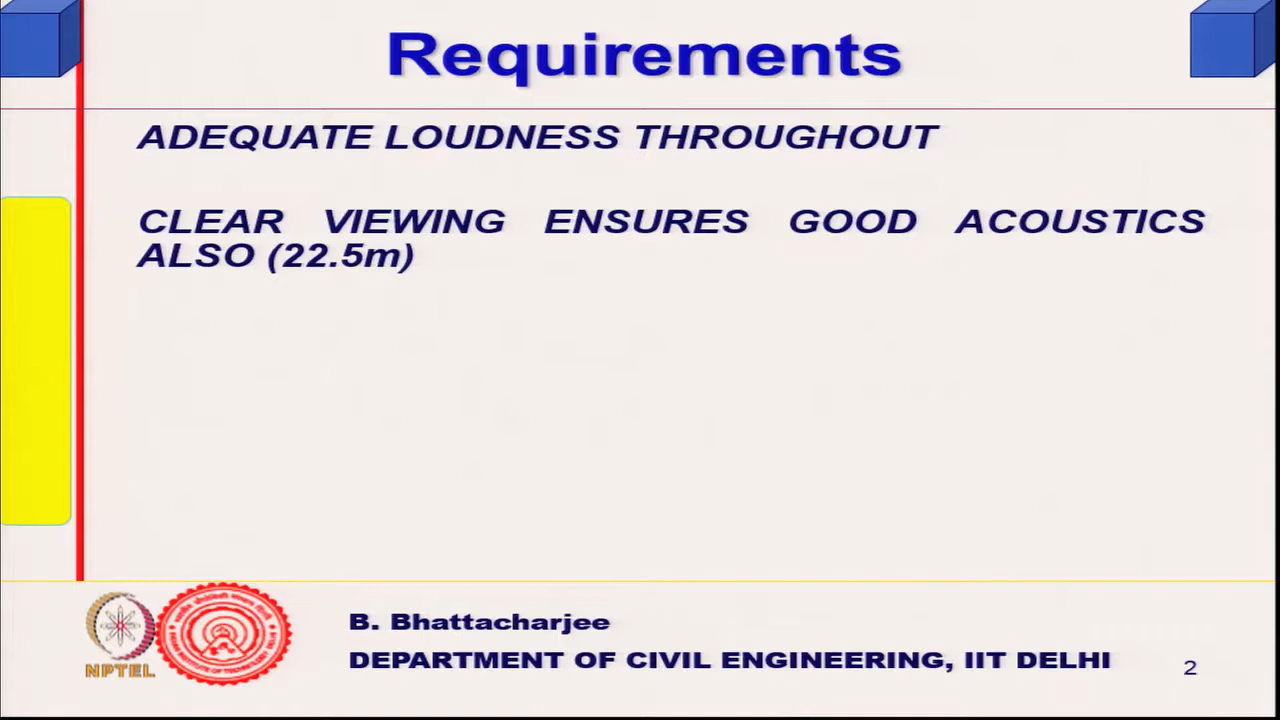 Requirements
ADEQUATE LOUDNESS THROUGHOUT
CLEAR VIEWING ENSURES GOOD ACOUSTICS
ALSO (22.5m)
NPTEL
B. Bhattacharjee
DEPARTMENT OF CIVIL ENGINEERING, IIT DELHI
2